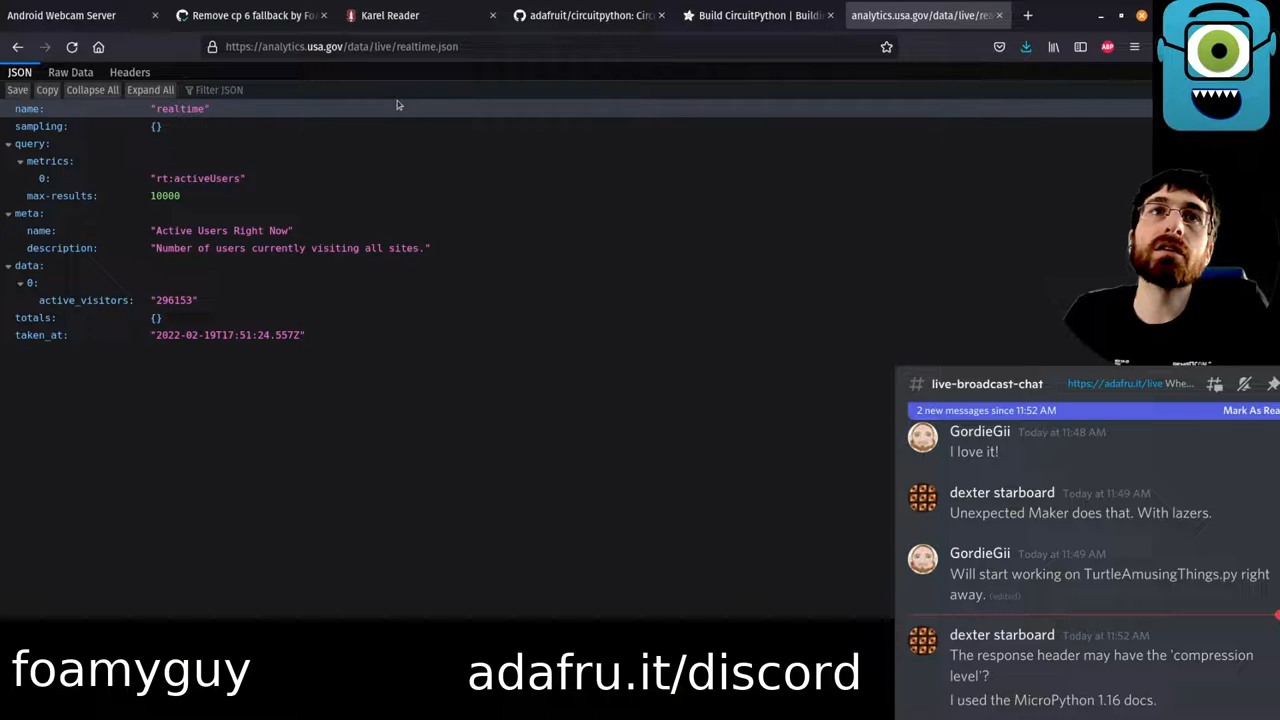 Android Webcam Server
Remove cp 6 fallback by Foa
Karel Reader
adafruit/circuitpython: Circ
Build CircuitPython | Buildin
analytics.usa.gov/data/live/rea
https://analytics.usa.gov/data/live/realtime.json
ABP
JSON Raw Data Headers
Save Copy Collapse All Expand All Filter JSON
name: "realtime"
sampling: {}
query:
metrics:
0: "rt:activeUsers"
max-results: 10000
meta:
name: "Active Users Right Now"
description: "Number of users currently visiting all sites."
data:
0:
active_visitors: "296153"
totals: {}
taken_at: "2022-02-19T17:51:24.557Z"
# live-broadcast-chat https://adafru.it/live Whe...
2 new messages since 11:52 AM Mark As Rea
GordieGii Today at 11:48 AM
I love it!
dexter starboard Today at 11:49 AM
Unexpected Maker does that. With lazers.
GordieGii Today at 11:49 AM
Will start working on TurtleAmusingThings.py right
away. (edited)
dexter starboard Today at 11:52 AM
The response header may have the 'compression
level'?
I used the MicroPython 1.16 docs.
foamyguy adafru.it/discord